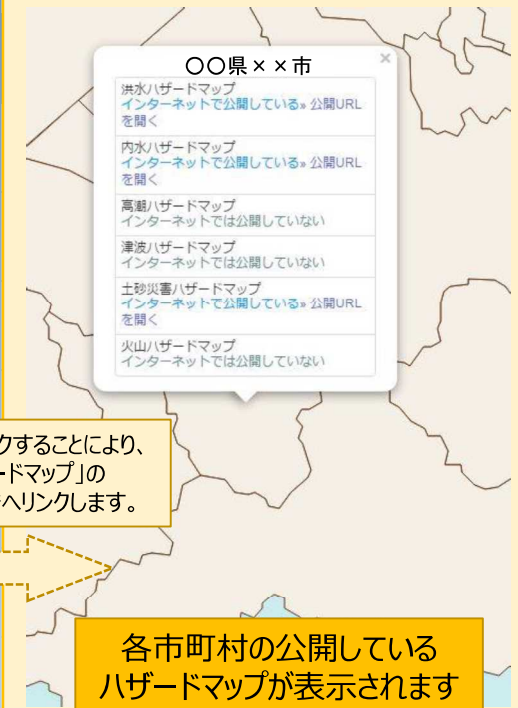 〇〇県××市
×
洪水ハザードマップ
インターネットで公開している» 公開URL
を開く
内水ハザードマップ
インターネットで公開している» 公開URL
を開く
高潮ハザードマップ
インターネットでは公開していない
津波ハザードマップ
インターネットでは公開していない
土砂災害ハザードマップ
インターネットで公開している» 公開URL
を開く
火山ハザードマップ
インターネットでは公開していない
クすることにより、
ードマップ」の
へリンクします。
各市町村の公開している
ハザードマップが表示されます